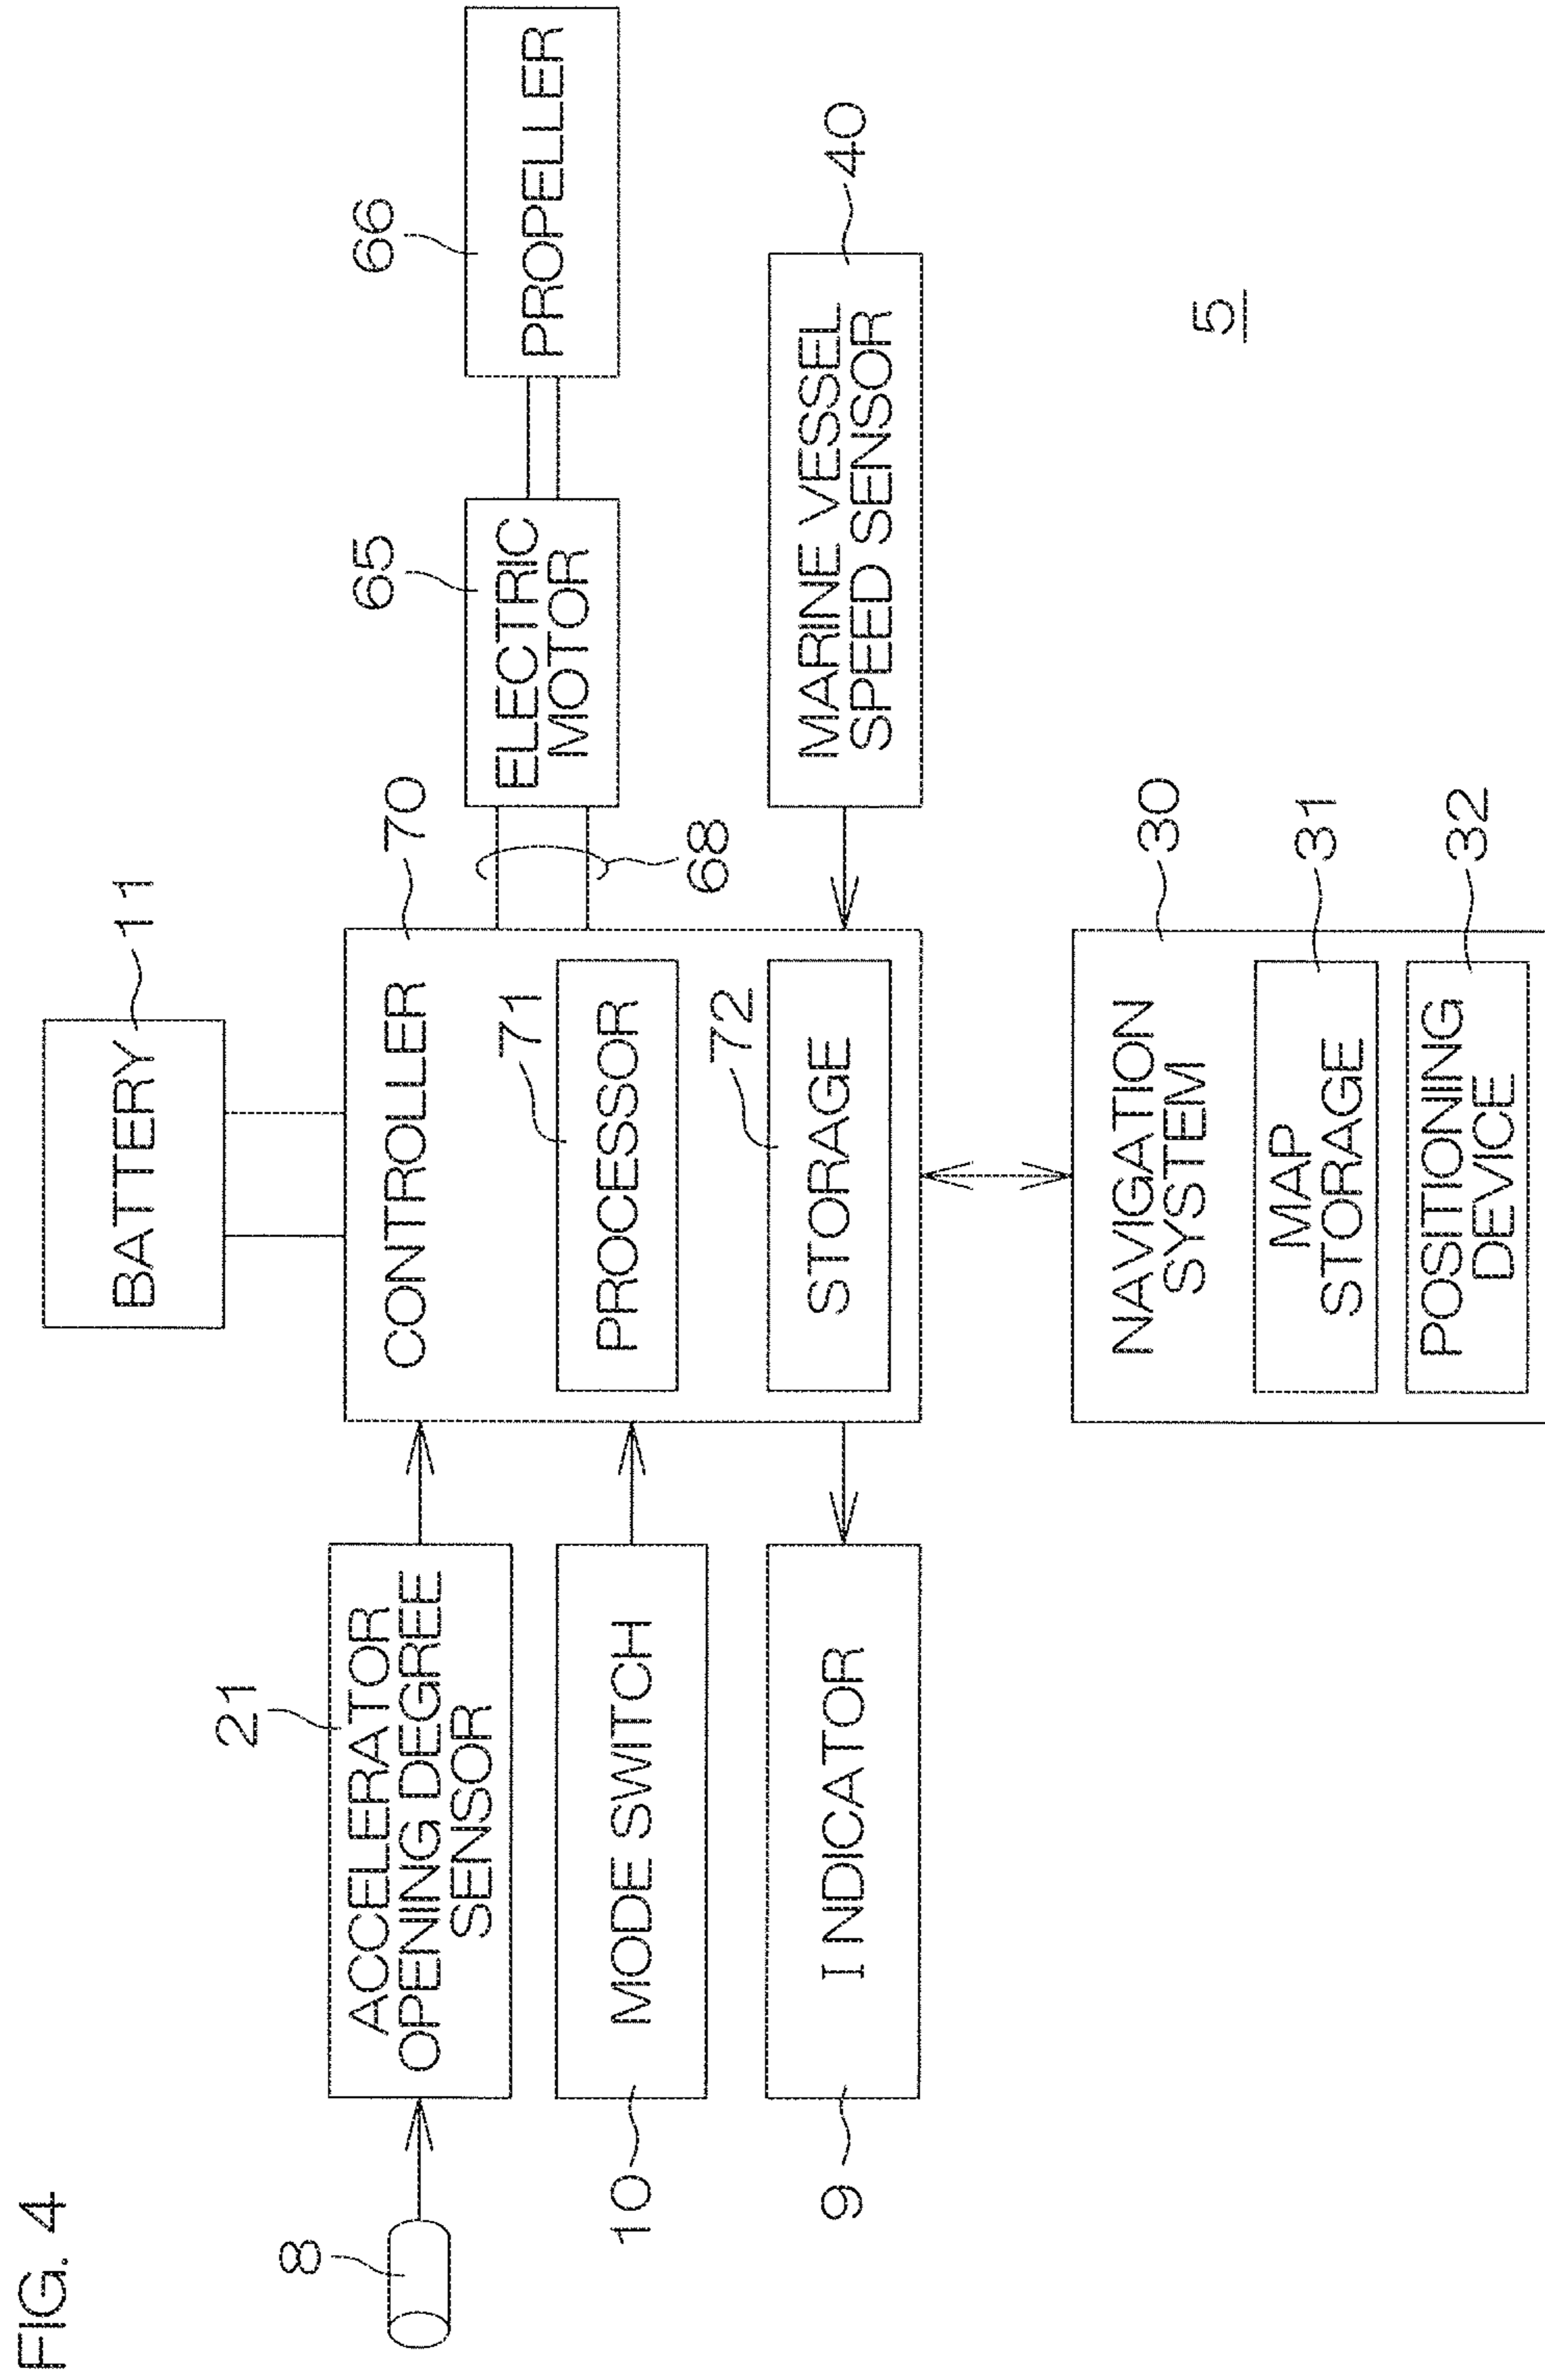 FIG. 4
BATTERY
11
CONTROLLER
70
PROCESSOR
71
STORAGE
72
8
ACCELERATOR
OPENING DEGREE
SENSOR
21
MODE SWITCH
10
INDICATOR
9
ELECTRIC
MOTOR
65
68
PROPELLER
66
MARINE VESSEL
SPEED SENSOR
40
NAVIGATION
SYSTEM
30
MAP
STORAGE
31
POSITIONING
DEVICE
32
5